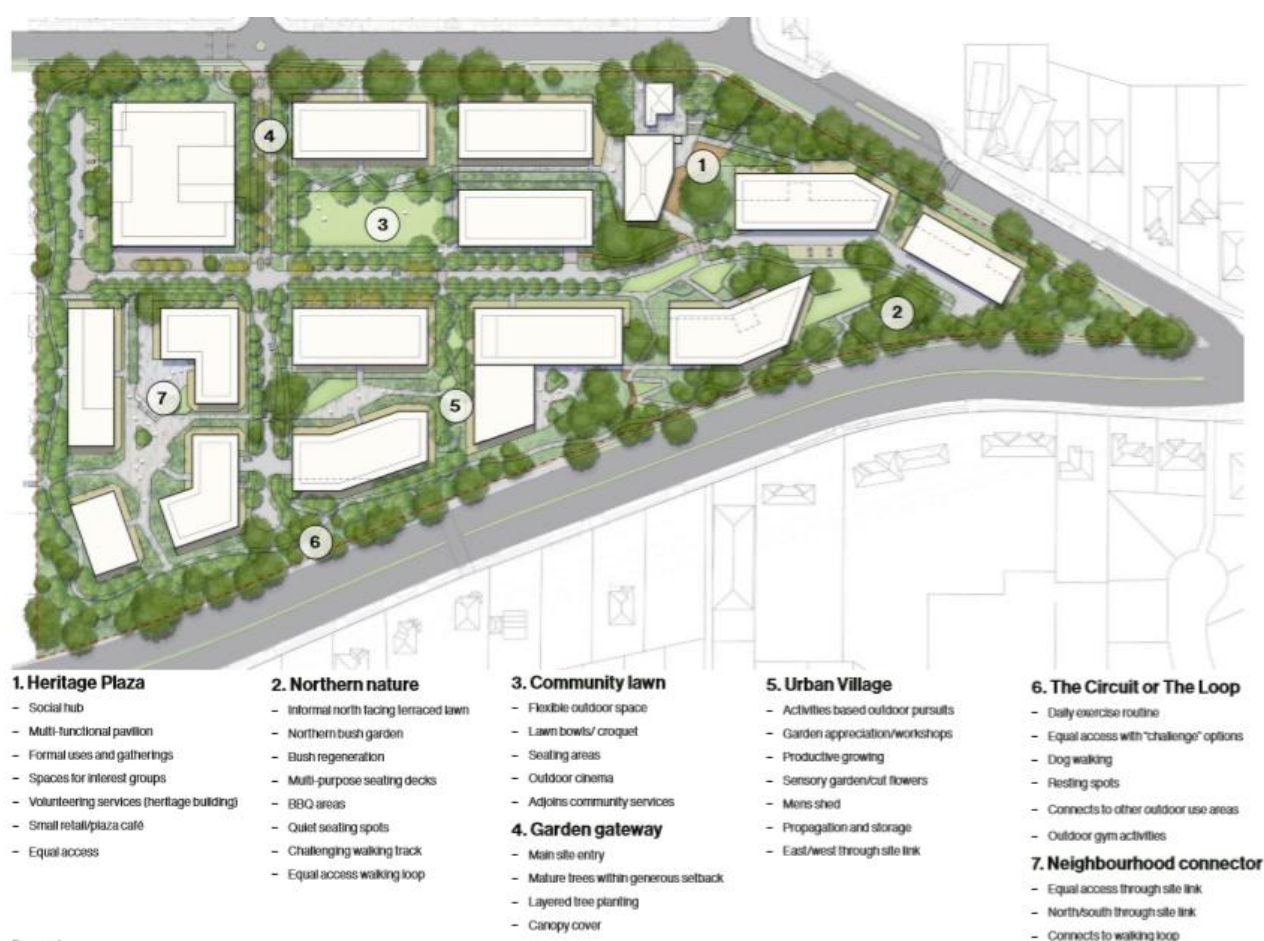 4
1
3
2
7
5
6
1. Heritage Plaza
- Social hub
- Multi-functional pavilion
- Formal uses and gatherings
- Spaces for interest groups
- Volunteering services (heritage building)
- Small retail/plaza café
- Equal access
2. Northern nature
- Informal north facing terraced lawn
- Northern bush garden
- Bush regeneration
- Multi-purpose seating decks
- BBQ areas
- Quiet seating spots
- Challenging walking track
- Equal access walking loop
3. Community lawn
- Flexible outdoor space
- Lawn bowls/ croquet
- Seating areas
- Outdoor cinema
- Adjoins community services
4. Garden gateway
- Main site entry
- Mature trees within generous setback
- Layered tree planting
- Canopy cover
5. Urban Village
- Activities based outdoor pursuits
- Garden appreciation/workshops
- Productive growing
- Sensory garden/cut flowers
- Mens shed
- Propagation and storage
- East/west through site link
6. The Circuit or The Loop
- Daily exercise routine
- Equal access with "challenge" options
- Dog walking
- Resting spots
- Connects to other outdoor use areas
- Outdoor gym activities
7. Neighbourhood connector
- Equal access through site link
- North/south through site link
- Connects to walking loop